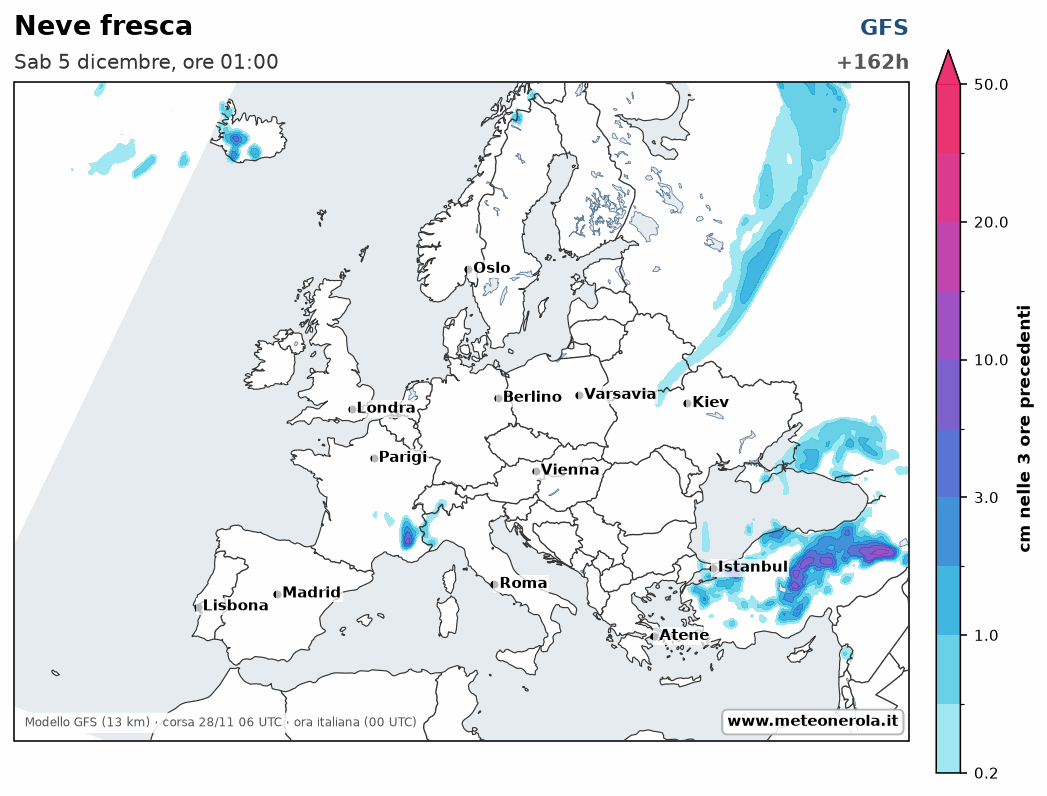 Neve fresca
GFS
Sab 5 dicembre, ore 01:00
+162h
50.0
20.0
10.0
3.0
1.0
0.2
cm nelle 3 ore precedenti
Oslo
Berlino
Varsavia
Kiev
Londra
Parigi
Vienna
Istanbul
Roma
Madrid
Lisbona
Atene
Modello GFS (13 km) · corsa 28/11 06 UTC · ora italiana (00 UTC)
www.meteonerola.it